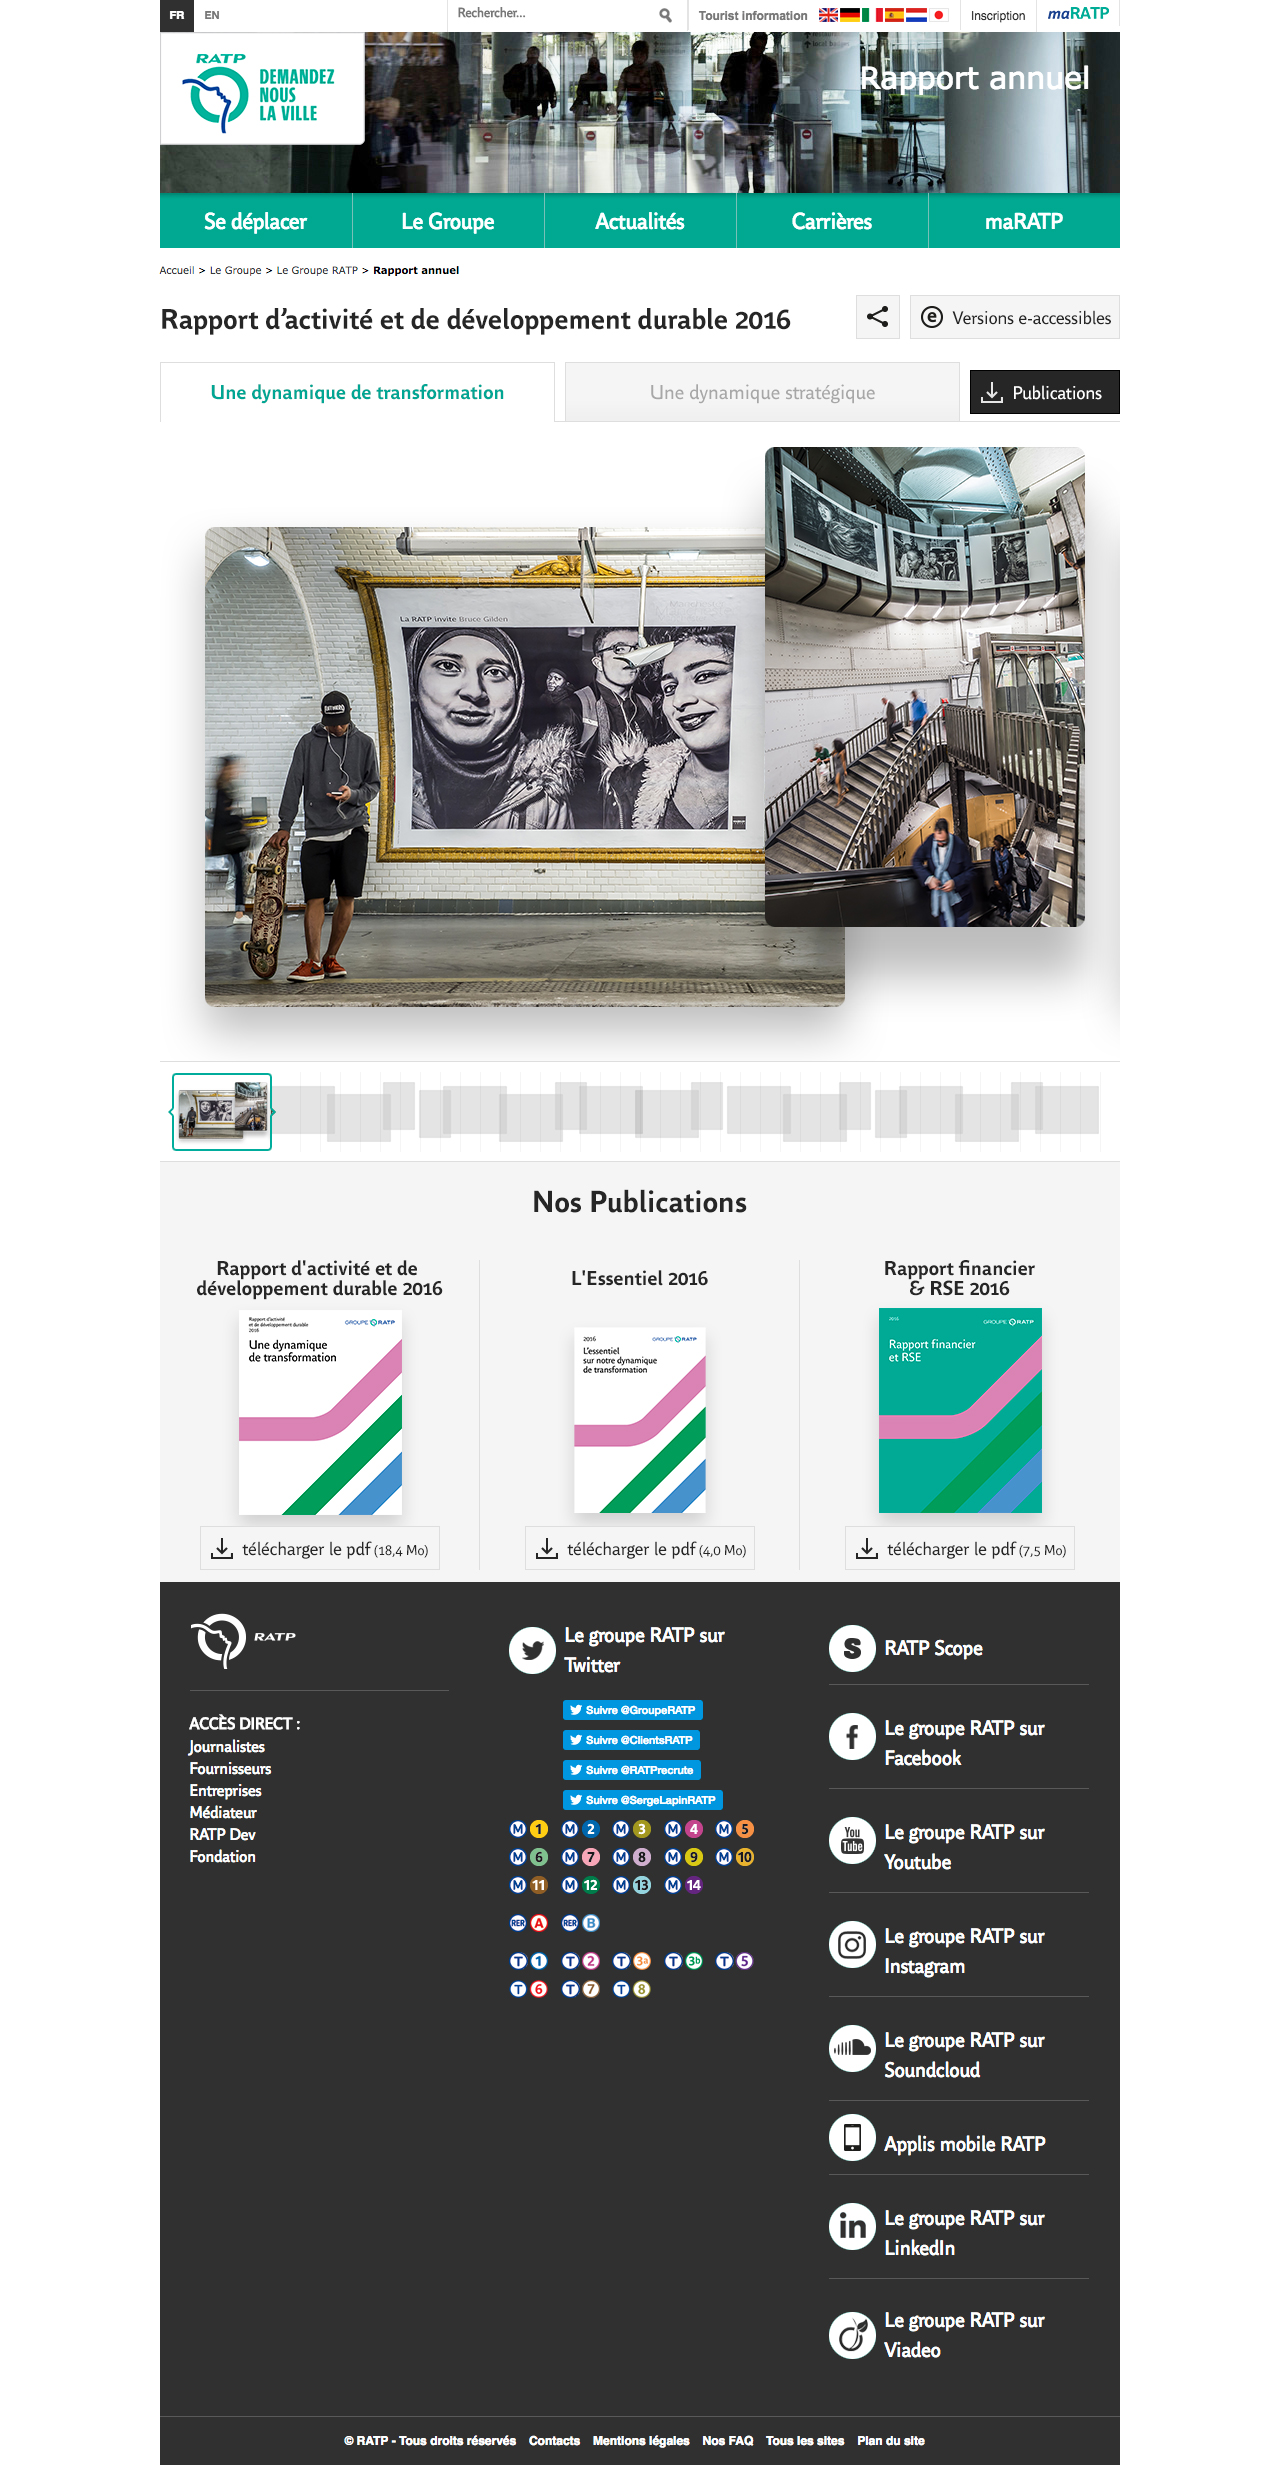 FR
EN
Rechercher...
Tourist information
Inscription
maRATP
RATP
DEMANDEZ
NOUS
LA VILLE
Rapport annuel
Se déplacer
Le Groupe
Actualités
Carrières
maRATP
Accueil > Le Groupe > Le Groupe RATP > Rapport annuel
Rapport d’activité et de développement durable 2016
Versions e-accessibles
Une dynamique de transformation
Une dynamique stratégique
Publications
La RATP invite Bruce Gilden
Nos Publications
Rapport d'activité et de
développement durable 2016
Rapport d'activité
et de développement durable
2016
GROUPE RATP
Une dynamique
de transformation
télécharger le pdf (18,4 Mo)
L'Essentiel 2016
2016
GROUPE RATP
L'essentiel
sur notre dynamique
de transformation
télécharger le pdf (4,0 Mo)
Rapport financier
& RSE 2016
2016
GROUPE RATP
Rapport financier
et RSE
télécharger le pdf (7,5 Mo)
RATP
ACCÈS DIRECT :
Journalistes
Fournisseurs
Entreprises
Médiateur
RATP Dev
Fondation
Le groupe RATP sur
Twitter
Suivre @GroupeRATP
Suivre @ClientsRATP
Suivre @RATPrecrute
Suivre @SergeLapinRATP
M 1 M 2 M 3 M 4 M 5
M 6 M 7 M 8 M 9 M 10
M 11 M 12 M 13 M 14
RER A RER B
T 1 T 2 T 3a T 3b T 5
T 6 T 7 T 8
S
RATP Scope
f
Le groupe RATP sur
Facebook
You
Tube
Le groupe RATP sur
Youtube
Le groupe RATP sur
Instagram
Le groupe RATP sur
Soundcloud
Applis mobile RATP
in
Le groupe RATP sur
LinkedIn
Le groupe RATP sur
Viadeo
© RATP - Tous droits réservés
Contacts
Mentions légales
Nos FAQ
Tous les sites
Plan du site